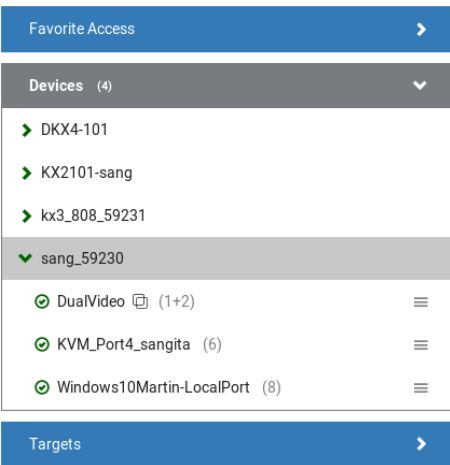 Favorite Access
Devices (4)
DKX4-101
KX2101-sang
kx3_808_59231
sang_59230
DualVideo (1+2)
KVM_Port4_sangita (6)
Windows10Martin-LocalPort (8)
Targets